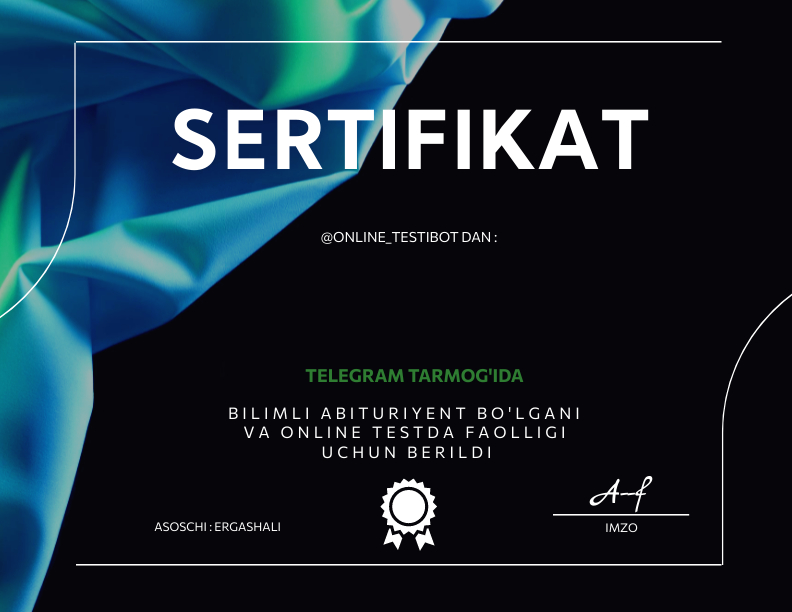 SERTIFIKAT
@ONLINE_TESTIBOT DAN :
TELEGRAM TARMOG'IDA
BILIMLI ABITURIYENT BO'LGANI
VA ONLINE TESTDA FAOLLIGI
UCHUN BERILDI
ASOSCHI : ERGASHALI
IMZO